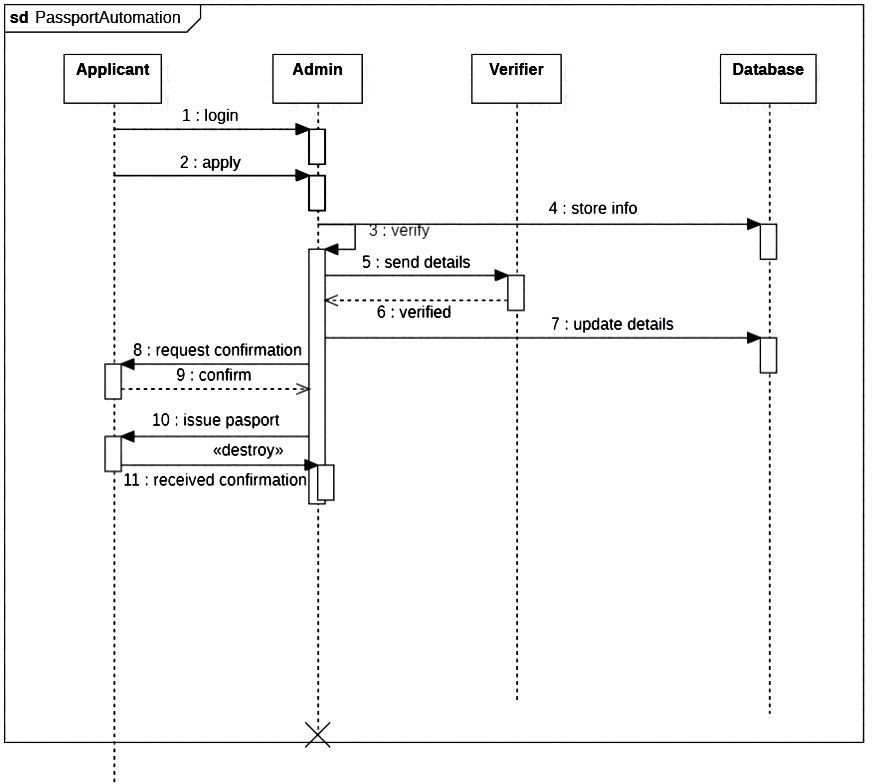 sd PassportAutomation
Applicant
Admin
Verifier
Database
1 : login
2 : apply
4 : store info
3 : verify
5 : send details
6 : verified
7 : update details
8 : request confirmation
9 : confirm
10 : issue pasport
«destroy»
11 : received confirmation